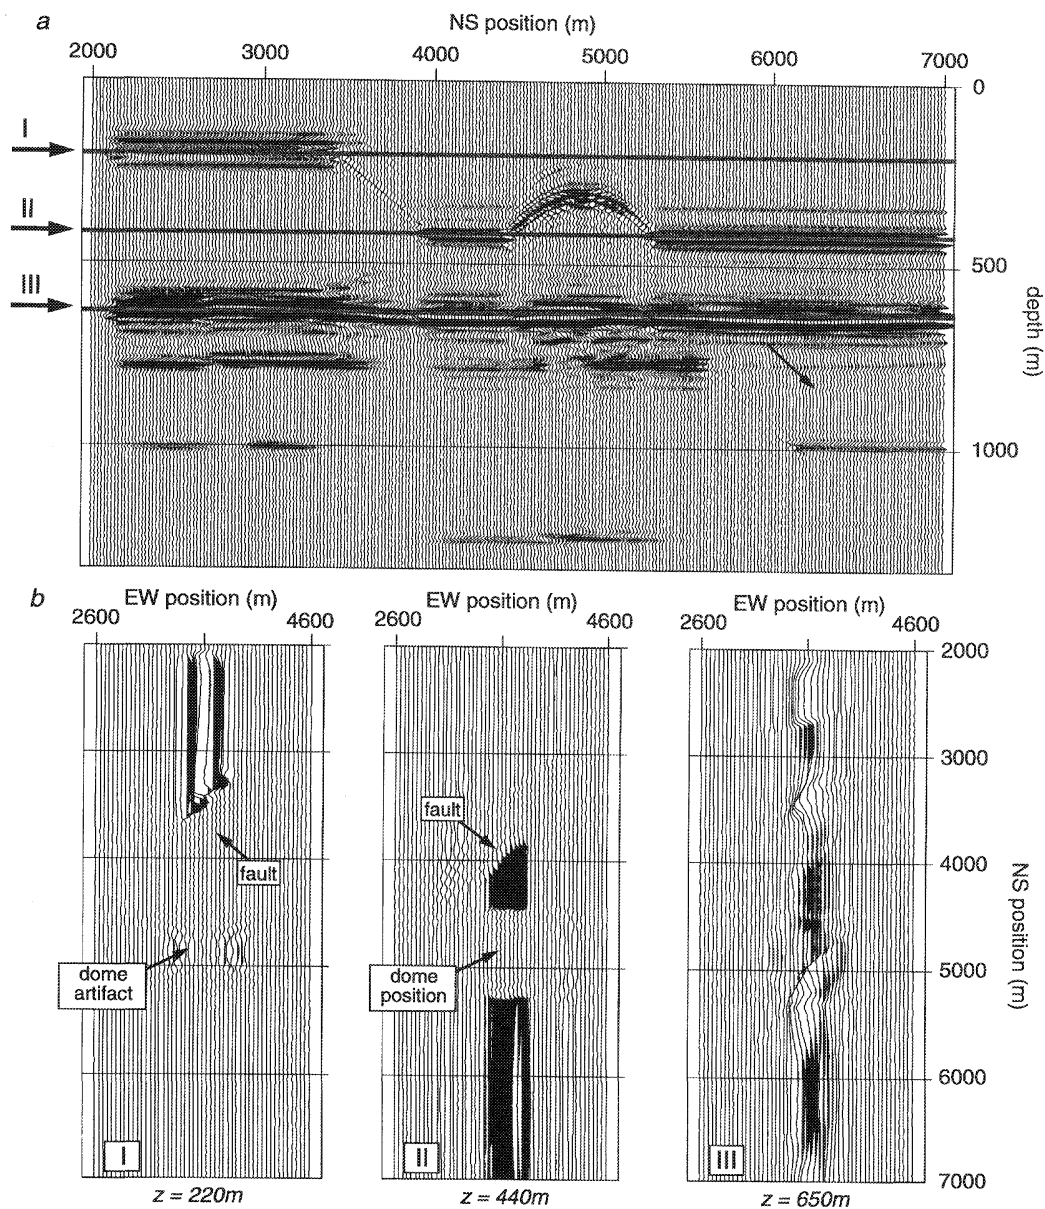 a
NS position (m)
2000 3000 4000 5000 6000 7000
0
I
II
500
III
depth (m)
1000
b
EW position (m) EW position (m) EW position (m)
2600 4600 2600 4600 2600 4600
2000
3000
fault
fault
4000
NS position (m)
dome
artifact
dome
position
5000
6000
I II III
7000
z = 220m z = 440m z = 650m